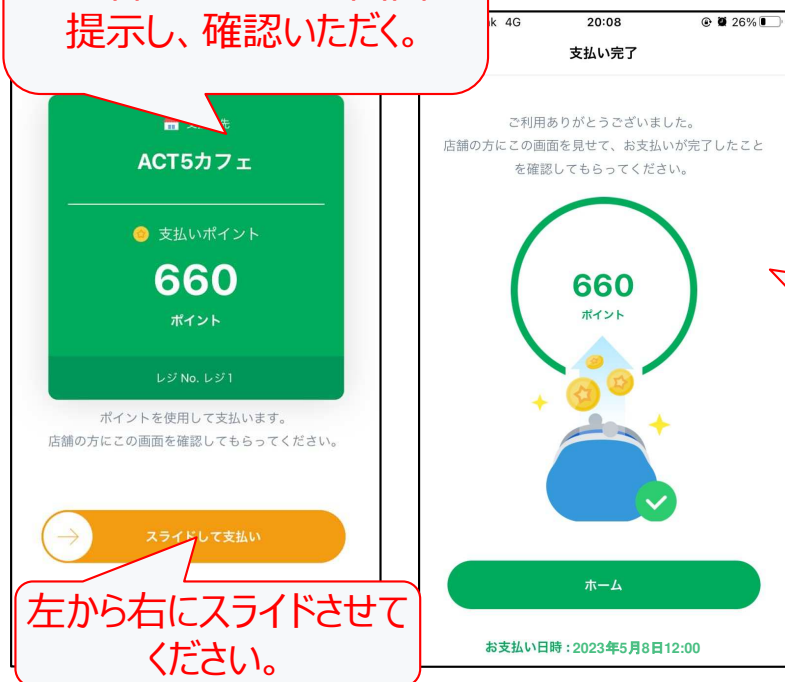 提示し、確認いただく。
ACT5カフェ
支払いポイント
660
ポイント
レジ No. レジ1
ポイントを使用して支払います。
店舗の方にこの画面を確認してもらってください。
スライドして支払い
左から右にスライドさせて
ください。
4G 20:08 26%
支払い完了
ご利用ありがとうございました。
店舗の方にこの画面を見せて、お支払いが完了したこと
を確認してもらってください。
660
ポイント
ホーム
お支払い日時：2023年5月8日12:00